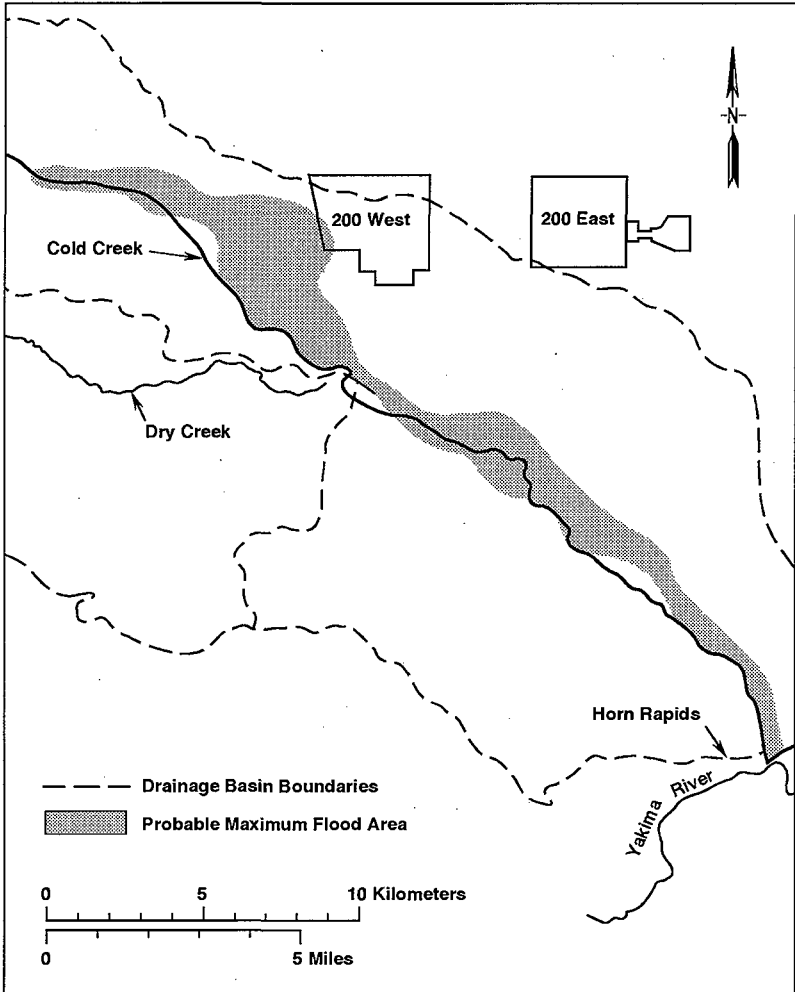 N
200 West
200 East
Cold Creek
Dry Creek
Horn Rapids
Yakima River
Drainage Basin Boundaries
Probable Maximum Flood Area
0 5 10 Kilometers
0 5 Miles